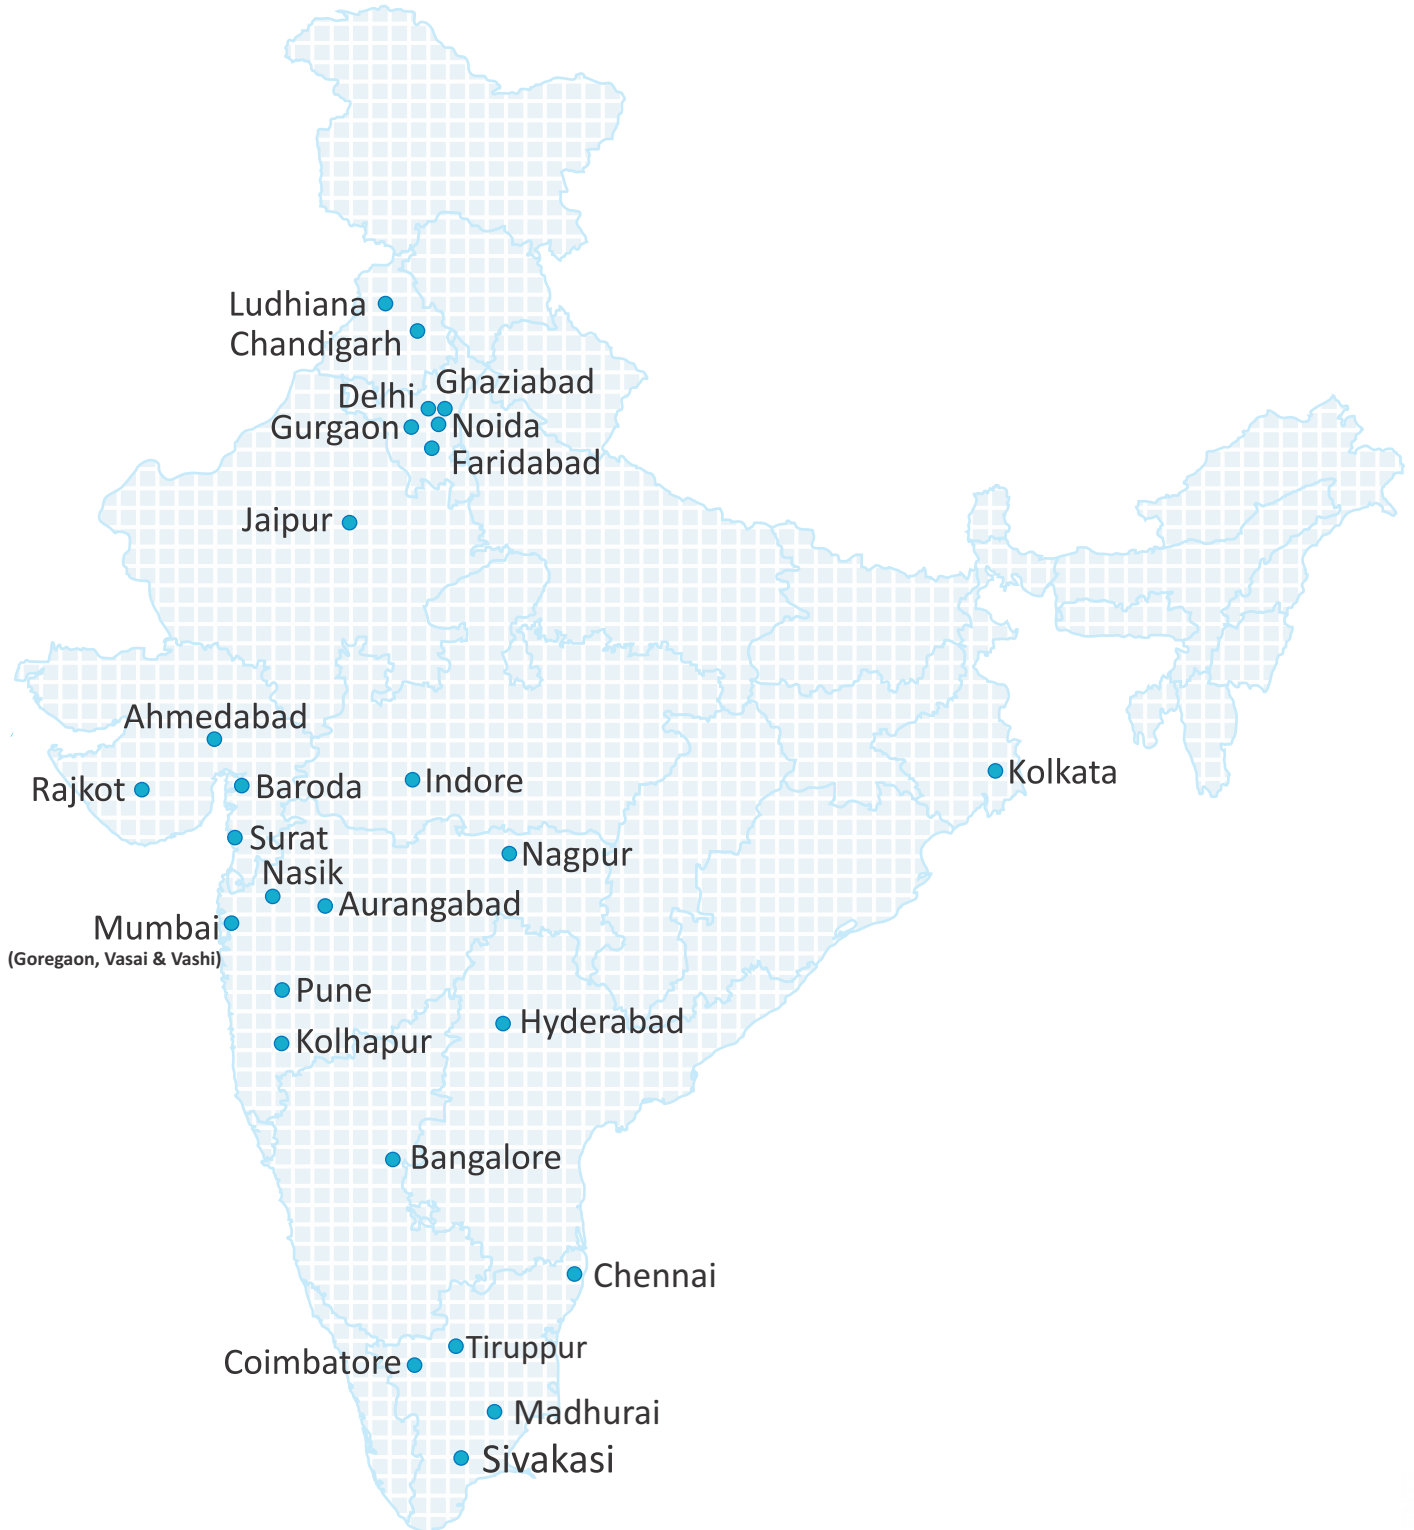 Ludhiana
Chandigarh
Ghaziabad
Delhi
Gurgaon
Noida
Faridabad
Jaipur
Ahmedabad
Rajkot
Baroda
Indore
Kolkata
Surat
Nagpur
Nasik
Aurangabad
Mumbai
(Goregaon, Vasai & Vashi)
Pune
Hyderabad
Kolhapur
Bangalore
Chennai
Tiruppur
Coimbatore
Madhurai
Sivakasi